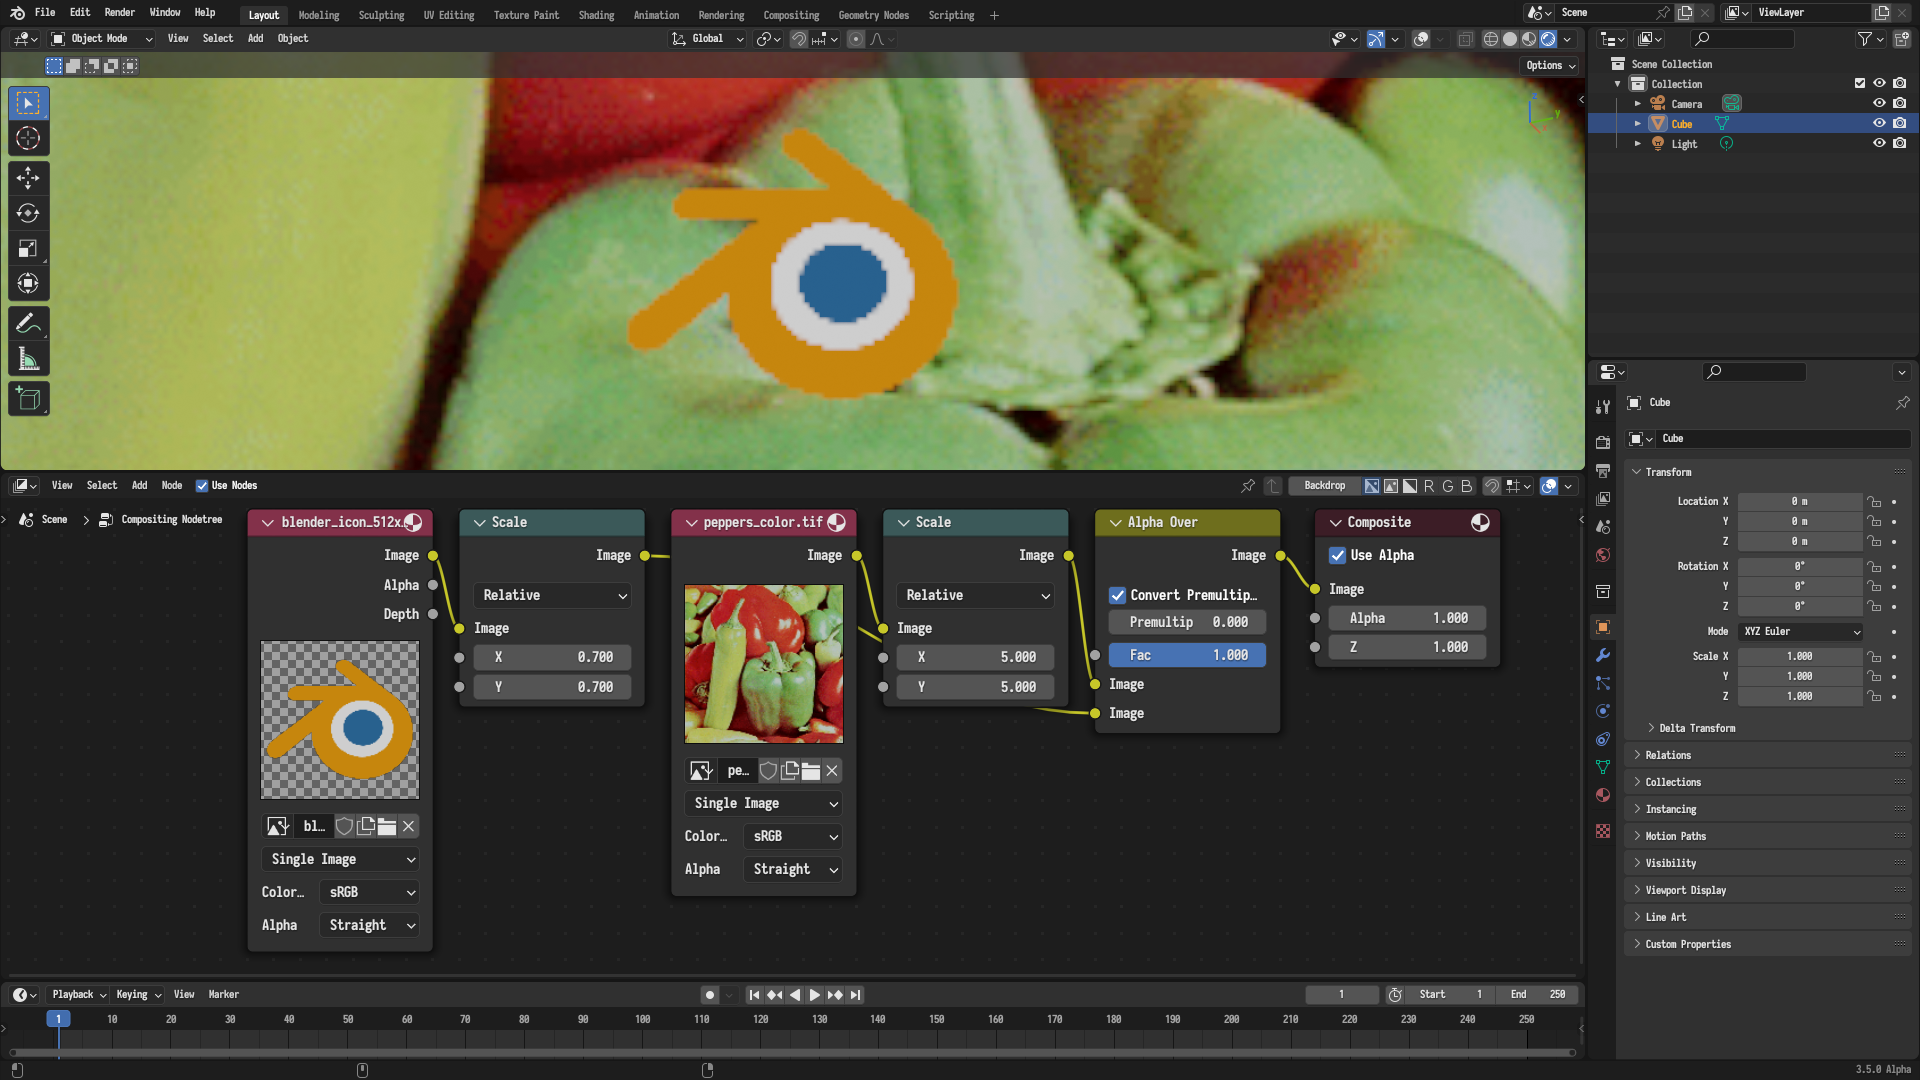 File Edit Render Window Help Layout Modeling Sculpting UV Editing Texture Paint Shading Animation Rendering Compositing Geometry Nodes Scripting + Scene ViewLayer
Object Mode View Select Add Object Global
Options
Y
Scene Collection
Collection
Camera
Cube
Light
Cube
Cube
Transform
Location X 0 m
Y 0 m
Z 0 m
Rotation X 0°
Y 0°
Z 0°
Mode XYZ Euler
Scale X 1.000
Y 1.000
Z 1.000
Delta Transform
Relations
Collections
Instancing
Motion Paths
Visibility
Viewport Display
Line Art
Custom Properties
View Select Add Node Use Nodes Backdrop R G B
Scene Compositing Nodetree
blender_icon_512x…
Image
Alpha
Depth
bl…
Single Image
Color… sRGB
Alpha Straight
Scale
Image
Relative
Image
X 0.700
Y 0.700
peppers_color.tif
Image
pe…
Single Image
Color… sRGB
Alpha Straight
Scale
Image
Relative
Image
X 5.000
Y 5.000
Alpha Over
Image
Convert Premultip…
Premultip 0.000
Fac 1.000
Image
Image
Composite
Use Alpha
Image
Alpha 1.000
Z 1.000
Playback Keying View Marker 1 Start 1 End 250
1 10 20 30 40 50 60 70 80 90 100 110 120 130 140 150 160 170 180 190 200 210 220 230 240 250
3.5.0 Alpha